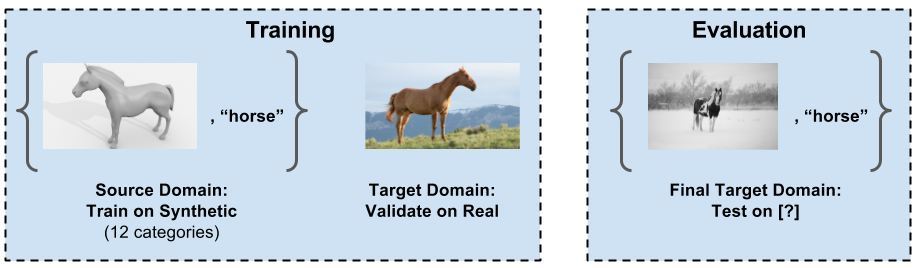 Training
Evaluation
, “horse”
, “horse”
Source Domain:
Train on Synthetic
(12 categories)
Target Domain:
Validate on Real
Final Target Domain:
Test on [?]